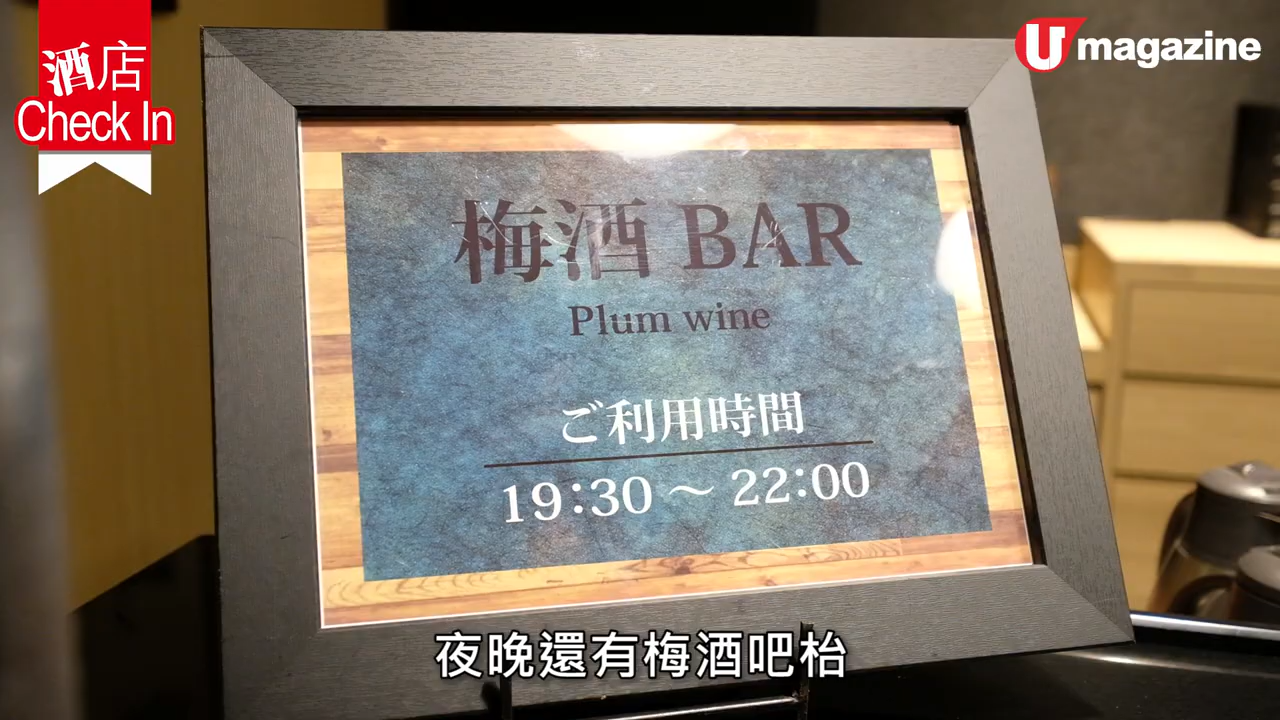 酒店
Check In
U magazine
梅酒 BAR
Plum wine
ご利用時間
19:30 〜 22:00
夜晚還有梅酒吧枱